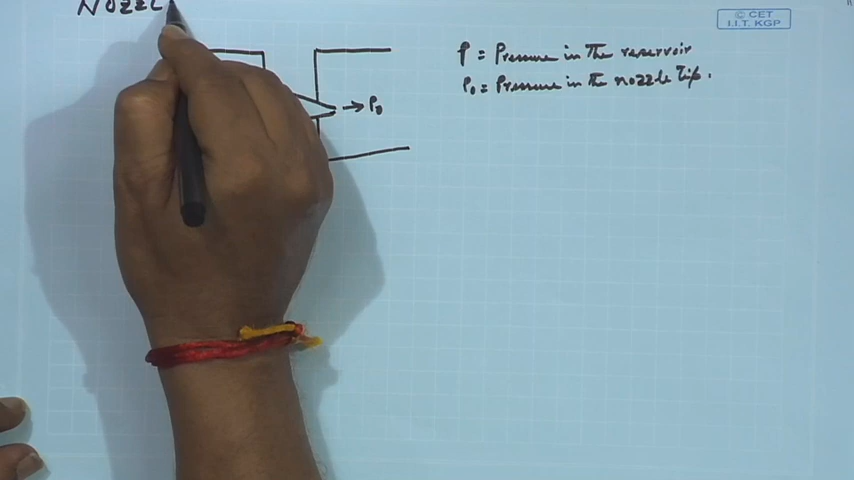 NOZZL
© CET
I.I.T. KGP
P = Pressure in the reservoir
P₀ = Pressure in the nozzle tip.
→ P₀